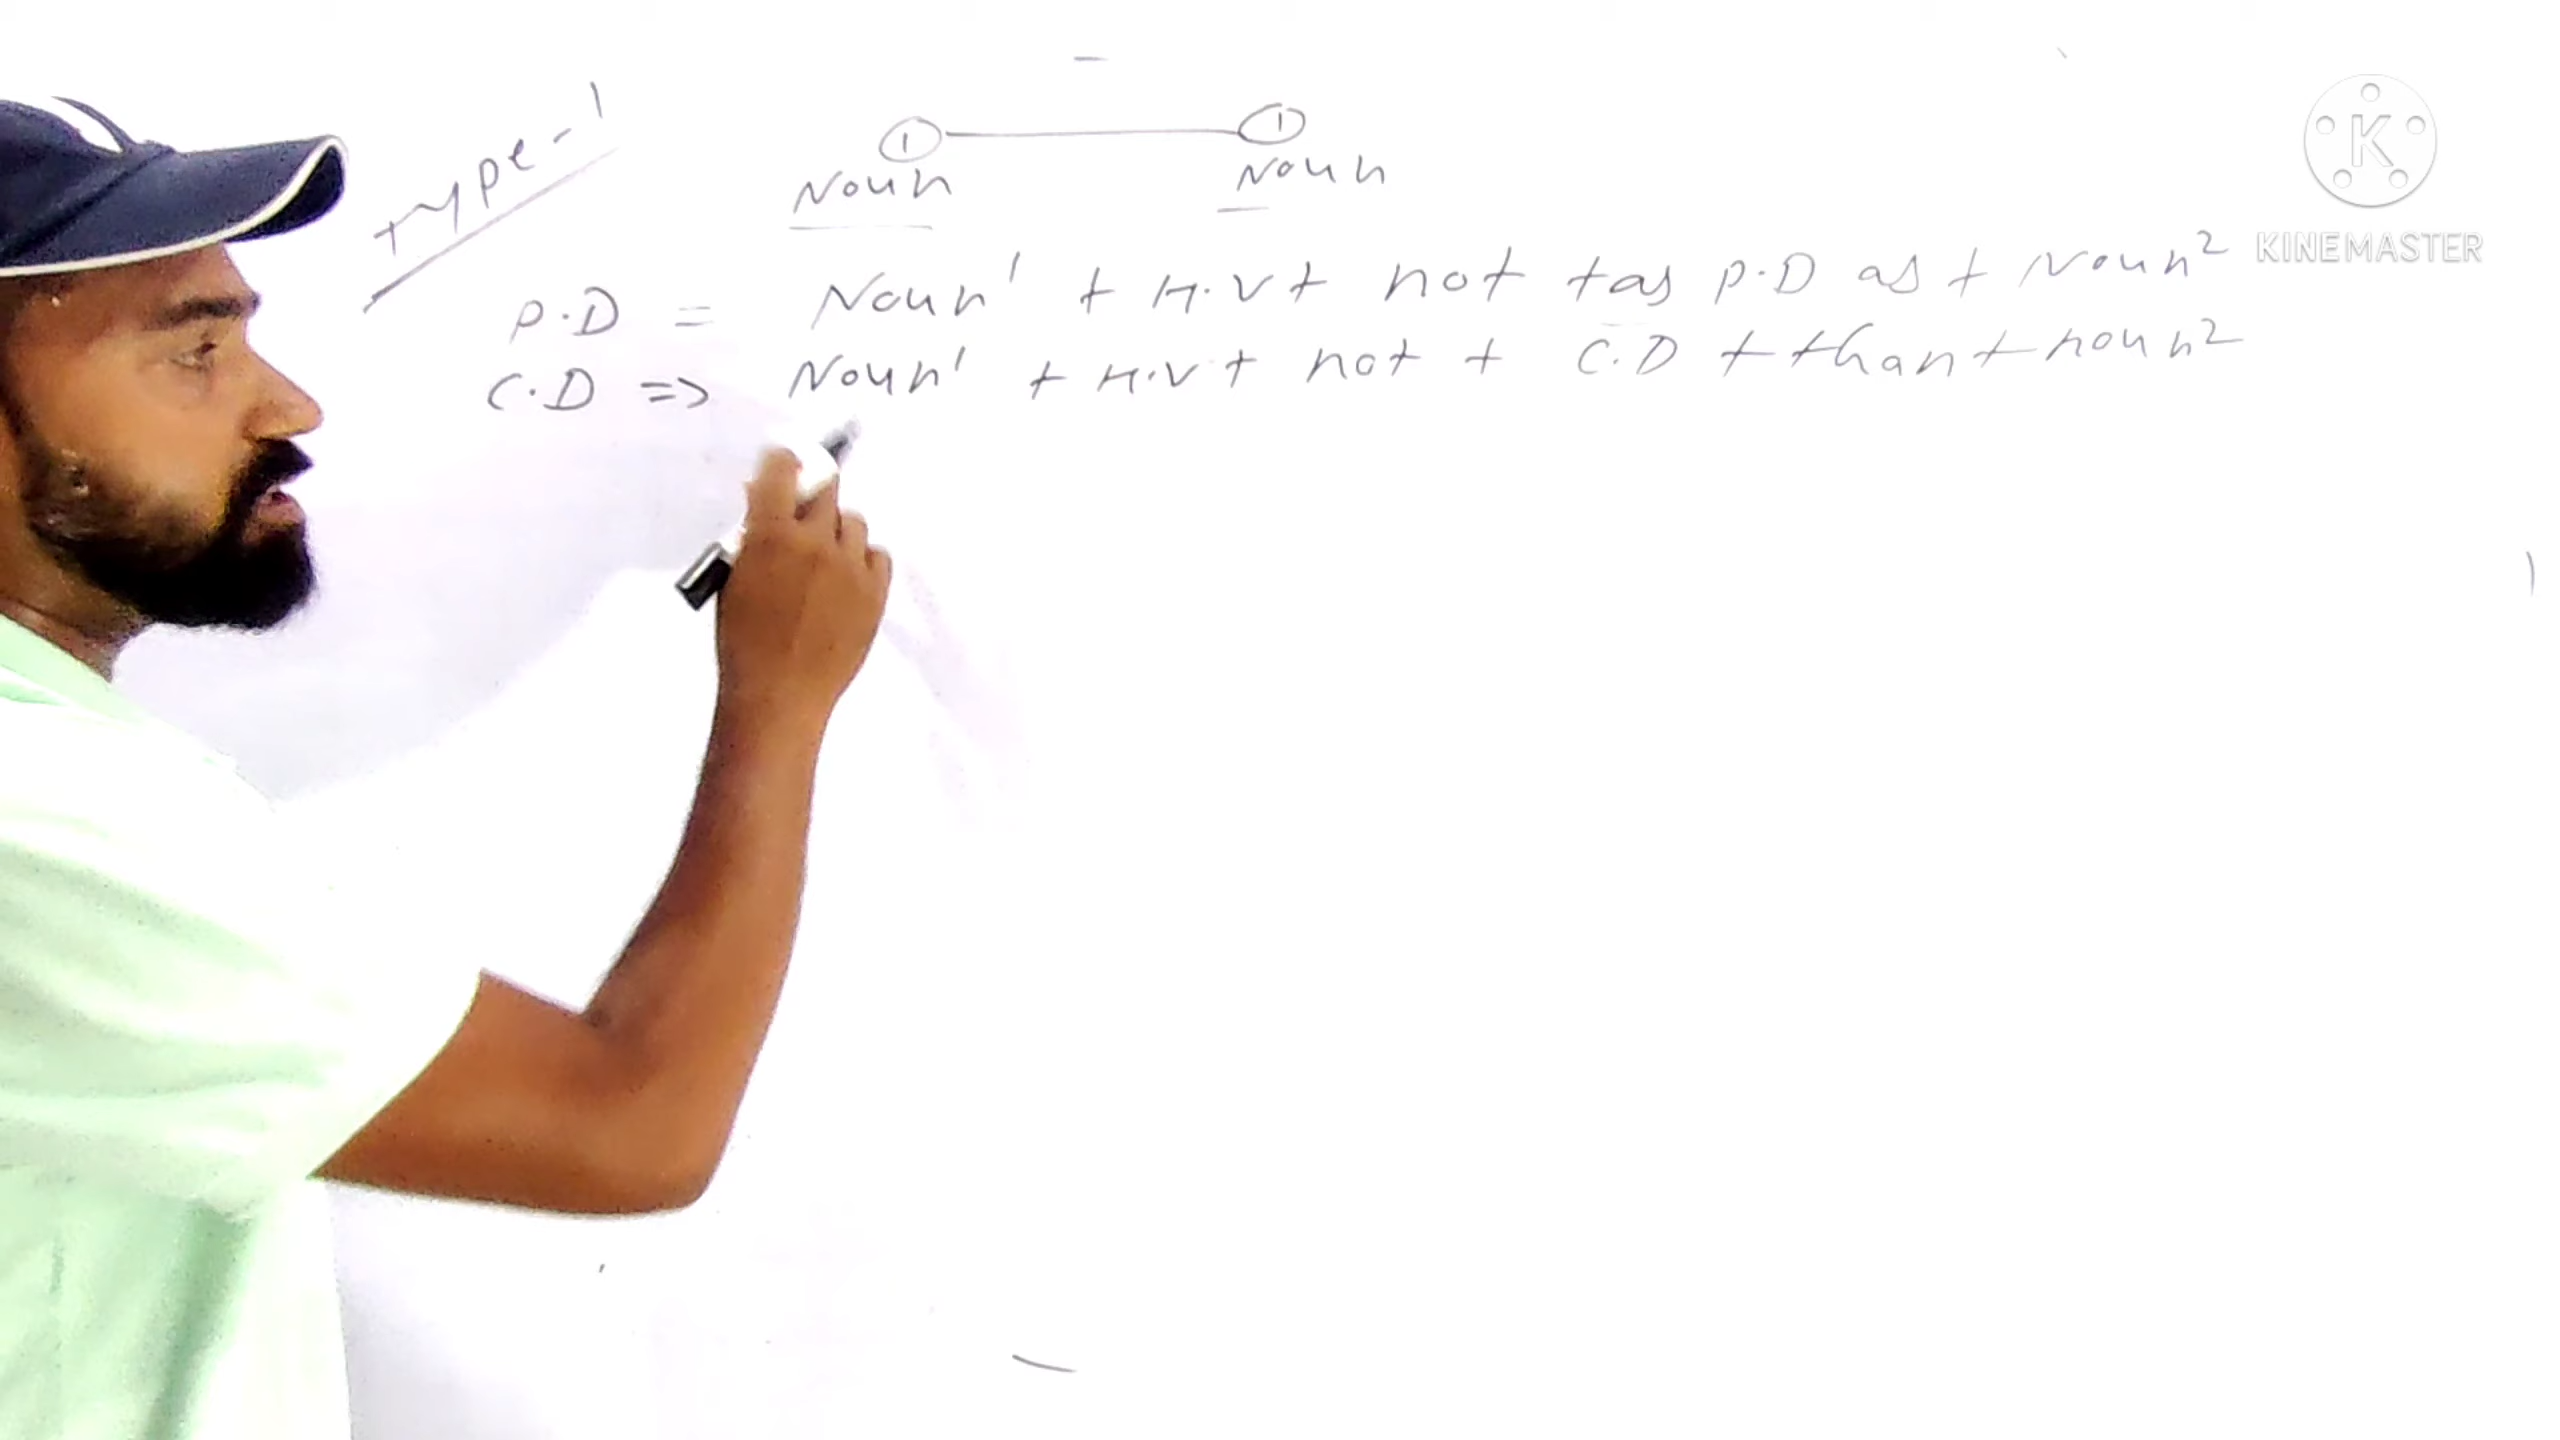 Type-1
1 1
Noun Noun
P.D = Noun1 + H.V + not + as P.D as + Noun2
C.D => Noun1 + H.V + not + C.D + than + noun2
K
KINEMASTER